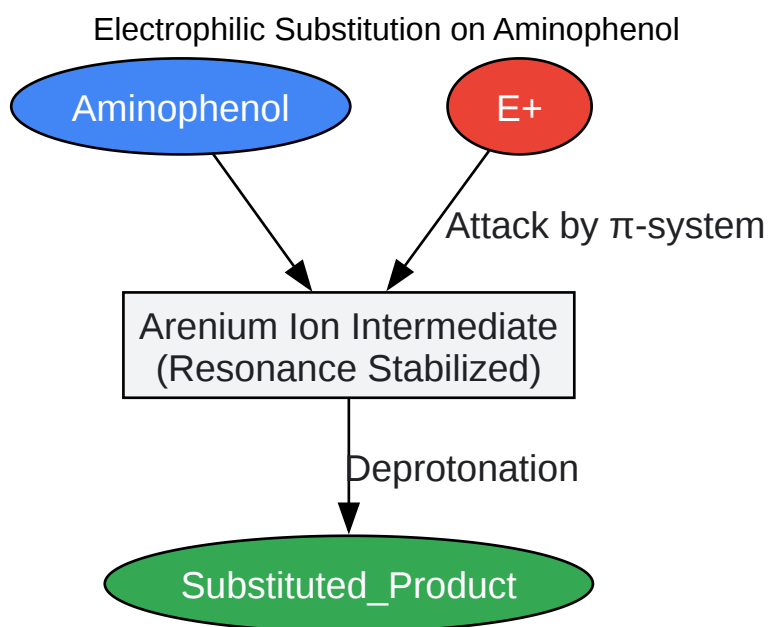 Electrophilic Substitution on Aminophenol
Aminophenol
E+
Attack by π-system
Arenium Ion Intermediate
(Resonance Stabilized)
Deprotonation
Substituted_Product